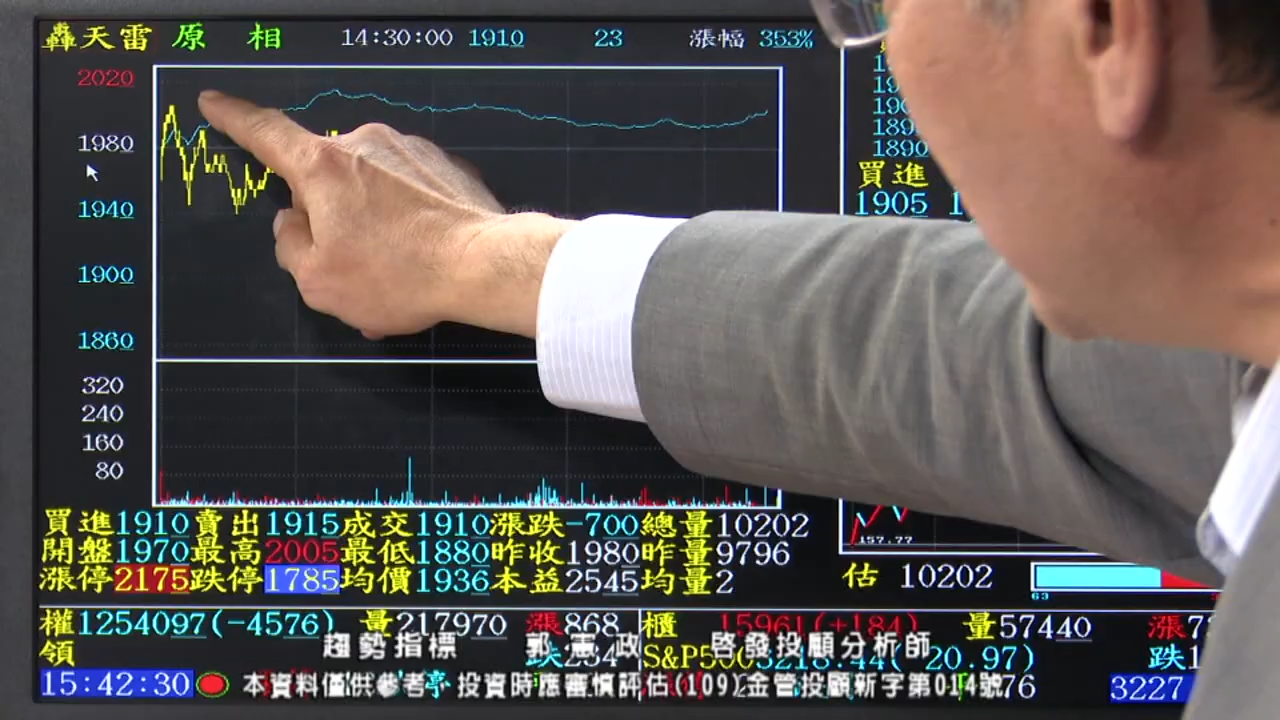 轟天雷 原 相 14:30:00 1910 23 漲幅 353%
2020
1980
1940
1900
1860
320
240
160
80
1890
買進
1905
買進1910賣出1915成交1910漲跌-700總量10202
開盤1970最高2005最低1880昨收1980昨量9796
漲停2175跌停1785均價1936本益2545均量2
157.77
估 10202
63
權1254097(-4576) 量217970 漲868 櫃 15961(+184) 量57440 漲7
領 跌234 S&P500 3218.44( 20.97) 跌1
趨勢指標 郭憲政 啓發投顧分析師
15:42:30 本資料僅供參考，投資時應審慎評估(109)金管投顧新字第014號 76 3227